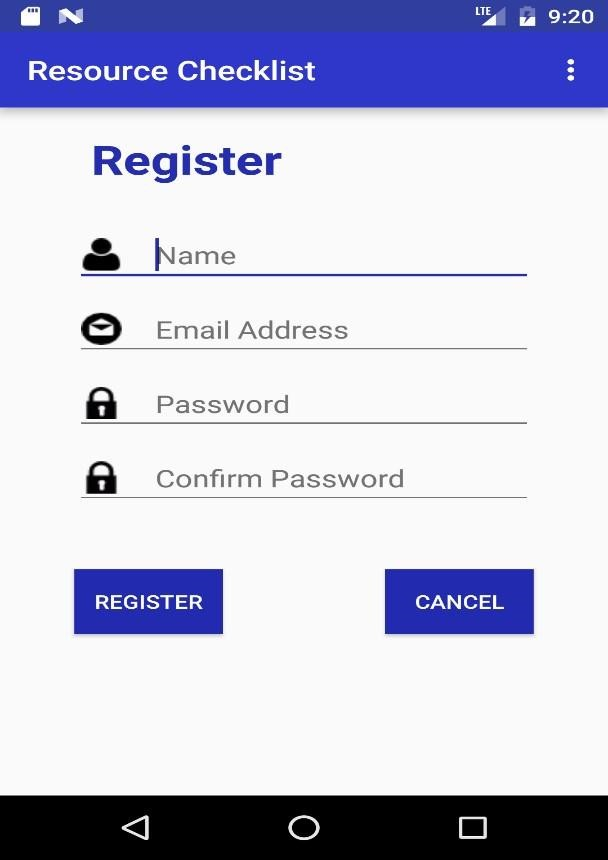 LTE 9:20
Resource Checklist
Register
Name
Email Address
Password
Confirm Password
REGISTER CANCEL